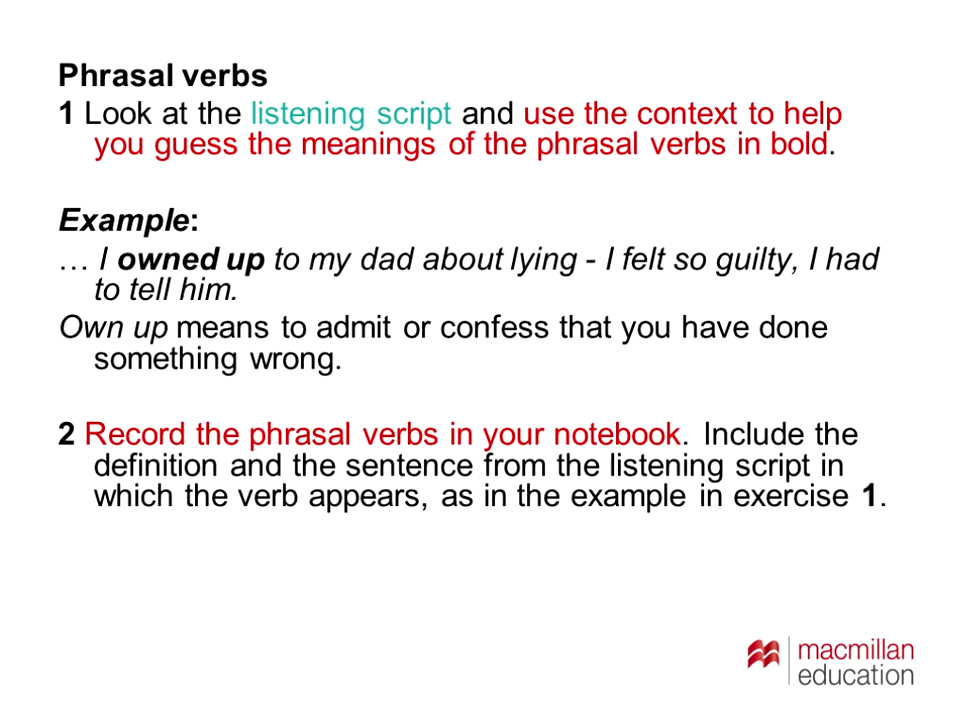 Phrasal verbs
1 Look at the listening script and use the context to help
you guess the meanings of the phrasal verbs in bold.
Example:
… I owned up to my dad about lying - I felt so guilty, I had
to tell him.
Own up means to admit or confess that you have done
something wrong.
2 Record the phrasal verbs in your notebook. Include the
definition and the sentence from the listening script in
which the verb appears, as in the example in exercise 1.
macmillan
education